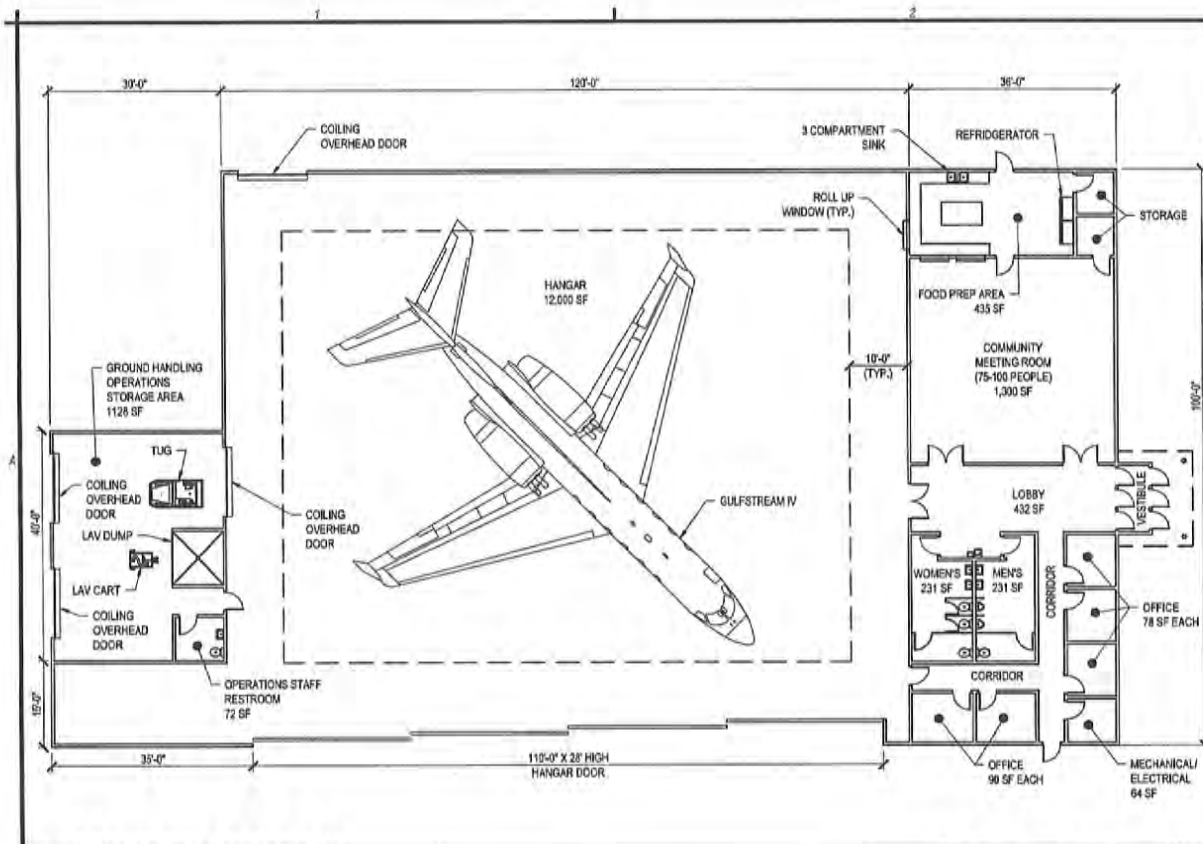 1
2
30'-0"
120'-0"
36'-0"
COILING
OVERHEAD DOOR
3 COMPARTMENT
SINK
REFRIDGERATOR
ROLL UP
WINDOW (TYP.)
STORAGE
HANGAR
12,000 SF
FOOD PREP AREA
435 SF
COMMUNITY
MEETING ROOM
(75-100 PEOPLE)
1,300 SF
10'-0"
(TYP.)
100'-0"
GROUND HANDLING
OPERATIONS
STORAGE AREA
1128 SF
A
TUG
COILING
OVERHEAD
DOOR
40'-0"
LAV DUMP
COILING
OVERHEAD
DOOR
GULFSTREAM IV
LOBBY
432 SF
VESTIBULE
LAV CART
COILING
OVERHEAD
DOOR
WOMEN'S
231 SF
MEN'S
231 SF
CORRIDOR
OFFICE
78 SF EACH
CORRIDOR
OPERATIONS STAFF
RESTROOM
72 SF
35'-0"
110'-0" X 28' HIGH
HANGAR DOOR
OFFICE
90 SF EACH
MECHANICAL/
ELECTRICAL
64 SF